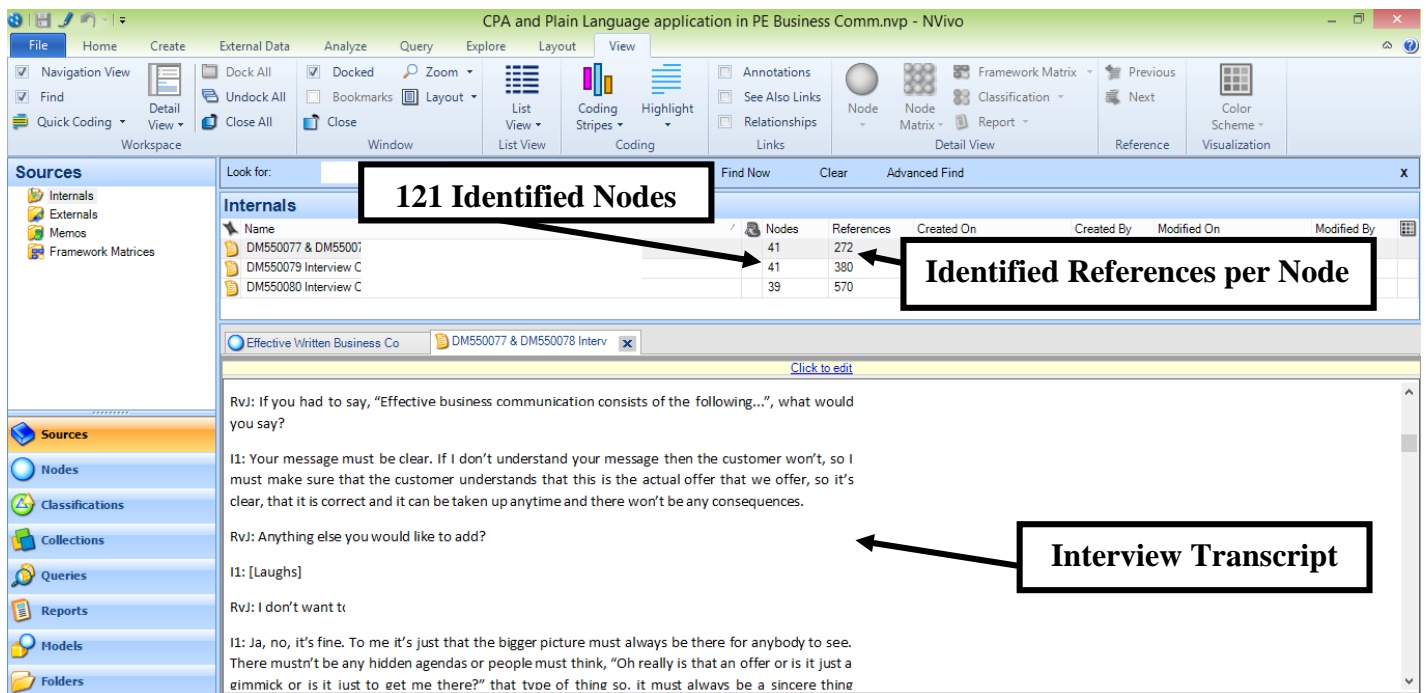 CPA and Plain Language application in PE Business Comm.nvp - NVivo
File Home Create External Data Analyze Query Explore Layout View
Navigation View Dock All Docked Zoom Annotations Framework Matrix Previous
Find Undock All Bookmarks Layout See Also Links Classification Next
Quick Coding Close All Close Relationships Report
Detail View List View Coding Stripes Highlight Node Node Matrix Color Scheme
Workspace Window List View Coding Links Detail View Reference Visualization
Sources Look for: Find Now Clear Advanced Find x
Internals
Externals
Memos
Framework Matrices
121 Identified Nodes
Internals
Name Nodes References Created On Created By Modified On Modified By
DM550077 & DM55007 41 272
DM550079 Interview C 41 380
DM550080 Interview C 39 570
Identified References per Node
Effective Written Business Co DM550077 & DM550078 Interv x
Click to edit
RvJ: If you had to say, “Effective business communication consists of the following...”, what would
you say?
I1: Your message must be clear. If I don’t understand your message then the customer won’t, so I
must make sure that the customer understands that this is the actual offer that we offer, so it’s
clear, that it is correct and it can be taken up anytime and there won’t be any consequences.
RvJ: Anything else you would like to add?
I1: [Laughs]
RvJ: I don’t want to
I1: Ja, no, it’s fine. To me it’s just that the bigger picture must always be there for anybody to see.
There mustn’t be any hidden agendas or people must think, “Oh really is that an offer or is it just a
gimmick or is it just to get me there?” that type of thing so, it must always be a sincere thing
Interview Transcript
Sources
Nodes
Classifications
Collections
Queries
Reports
Models
Folders